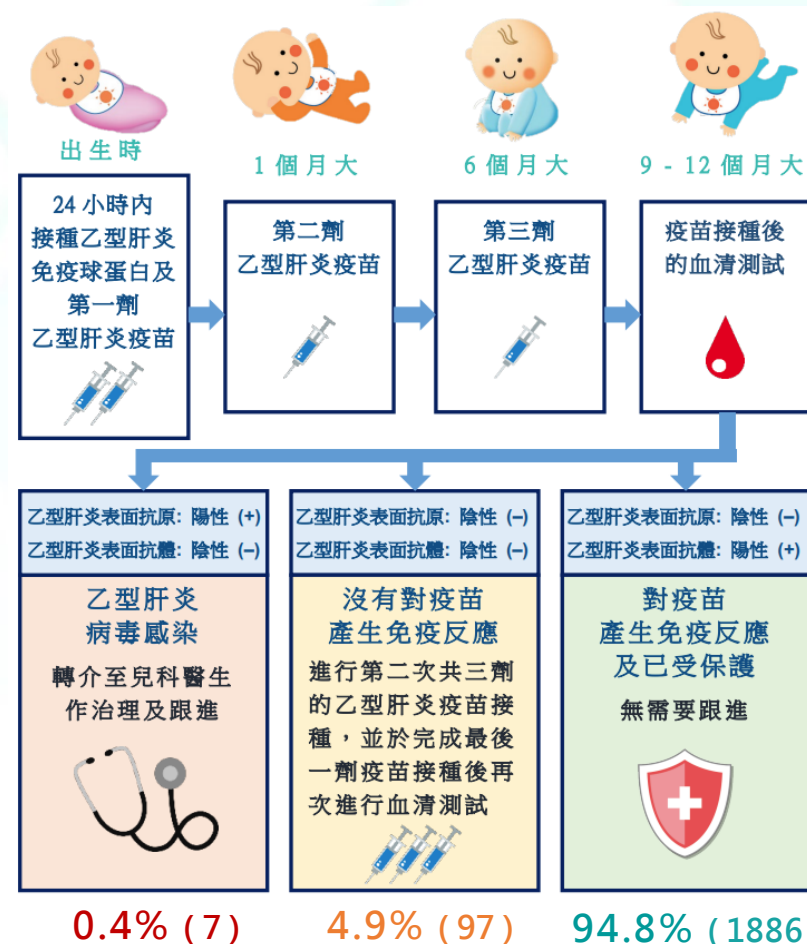 出生時
1個月大
6個月大
9 - 12個月大
24小時內
接種乙型肝炎
免疫球蛋白及
第一劑
乙型肝炎疫苗
第二劑
乙型肝炎疫苗
第三劑
乙型肝炎疫苗
疫苗接種後
的血清測試
乙型肝炎表面抗原: 陽性 (+)
乙型肝炎表面抗體: 陰性 (–)
乙型肝炎
病毒感染
轉介至兒科醫生
作治理及跟進
乙型肝炎表面抗原: 陰性 (–)
乙型肝炎表面抗體: 陰性 (–)
沒有對疫苗
產生免疫反應
進行第二次共三劑
的乙型肝炎疫苗接
種，並於完成最後
一劑疫苗接種後再
次進行血清測試
乙型肝炎表面抗原: 陰性 (–)
乙型肝炎表面抗體: 陽性 (+)
對疫苗
產生免疫反應
及已受保護
無需要跟進
0.4% (7)
4.9% (97)
94.8% (1886